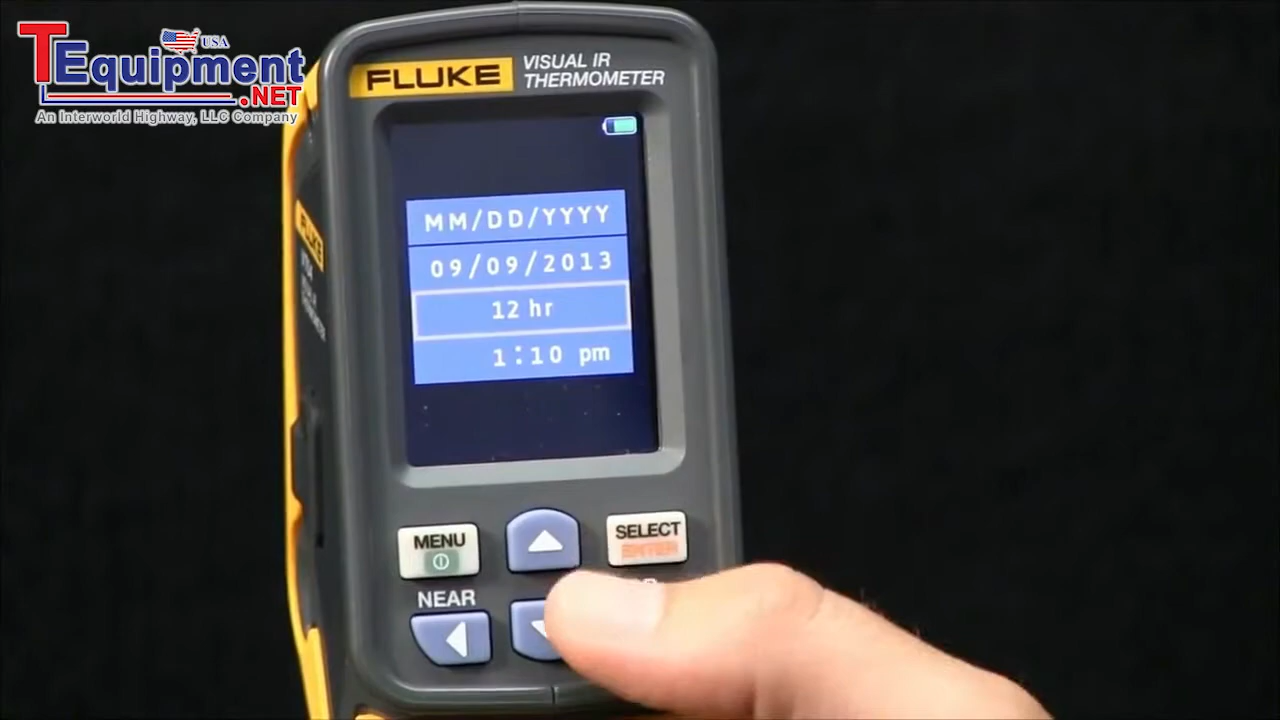 TEquipment
USA
.NET
An Interworld Highway, LLC Company
FLUKE
VISUAL IR
THERMOMETER
MM/DD/YYYY
09/09/2013
12 hr
1:10 pm
MENU
SELECT
ENTER
NEAR
FLUKE